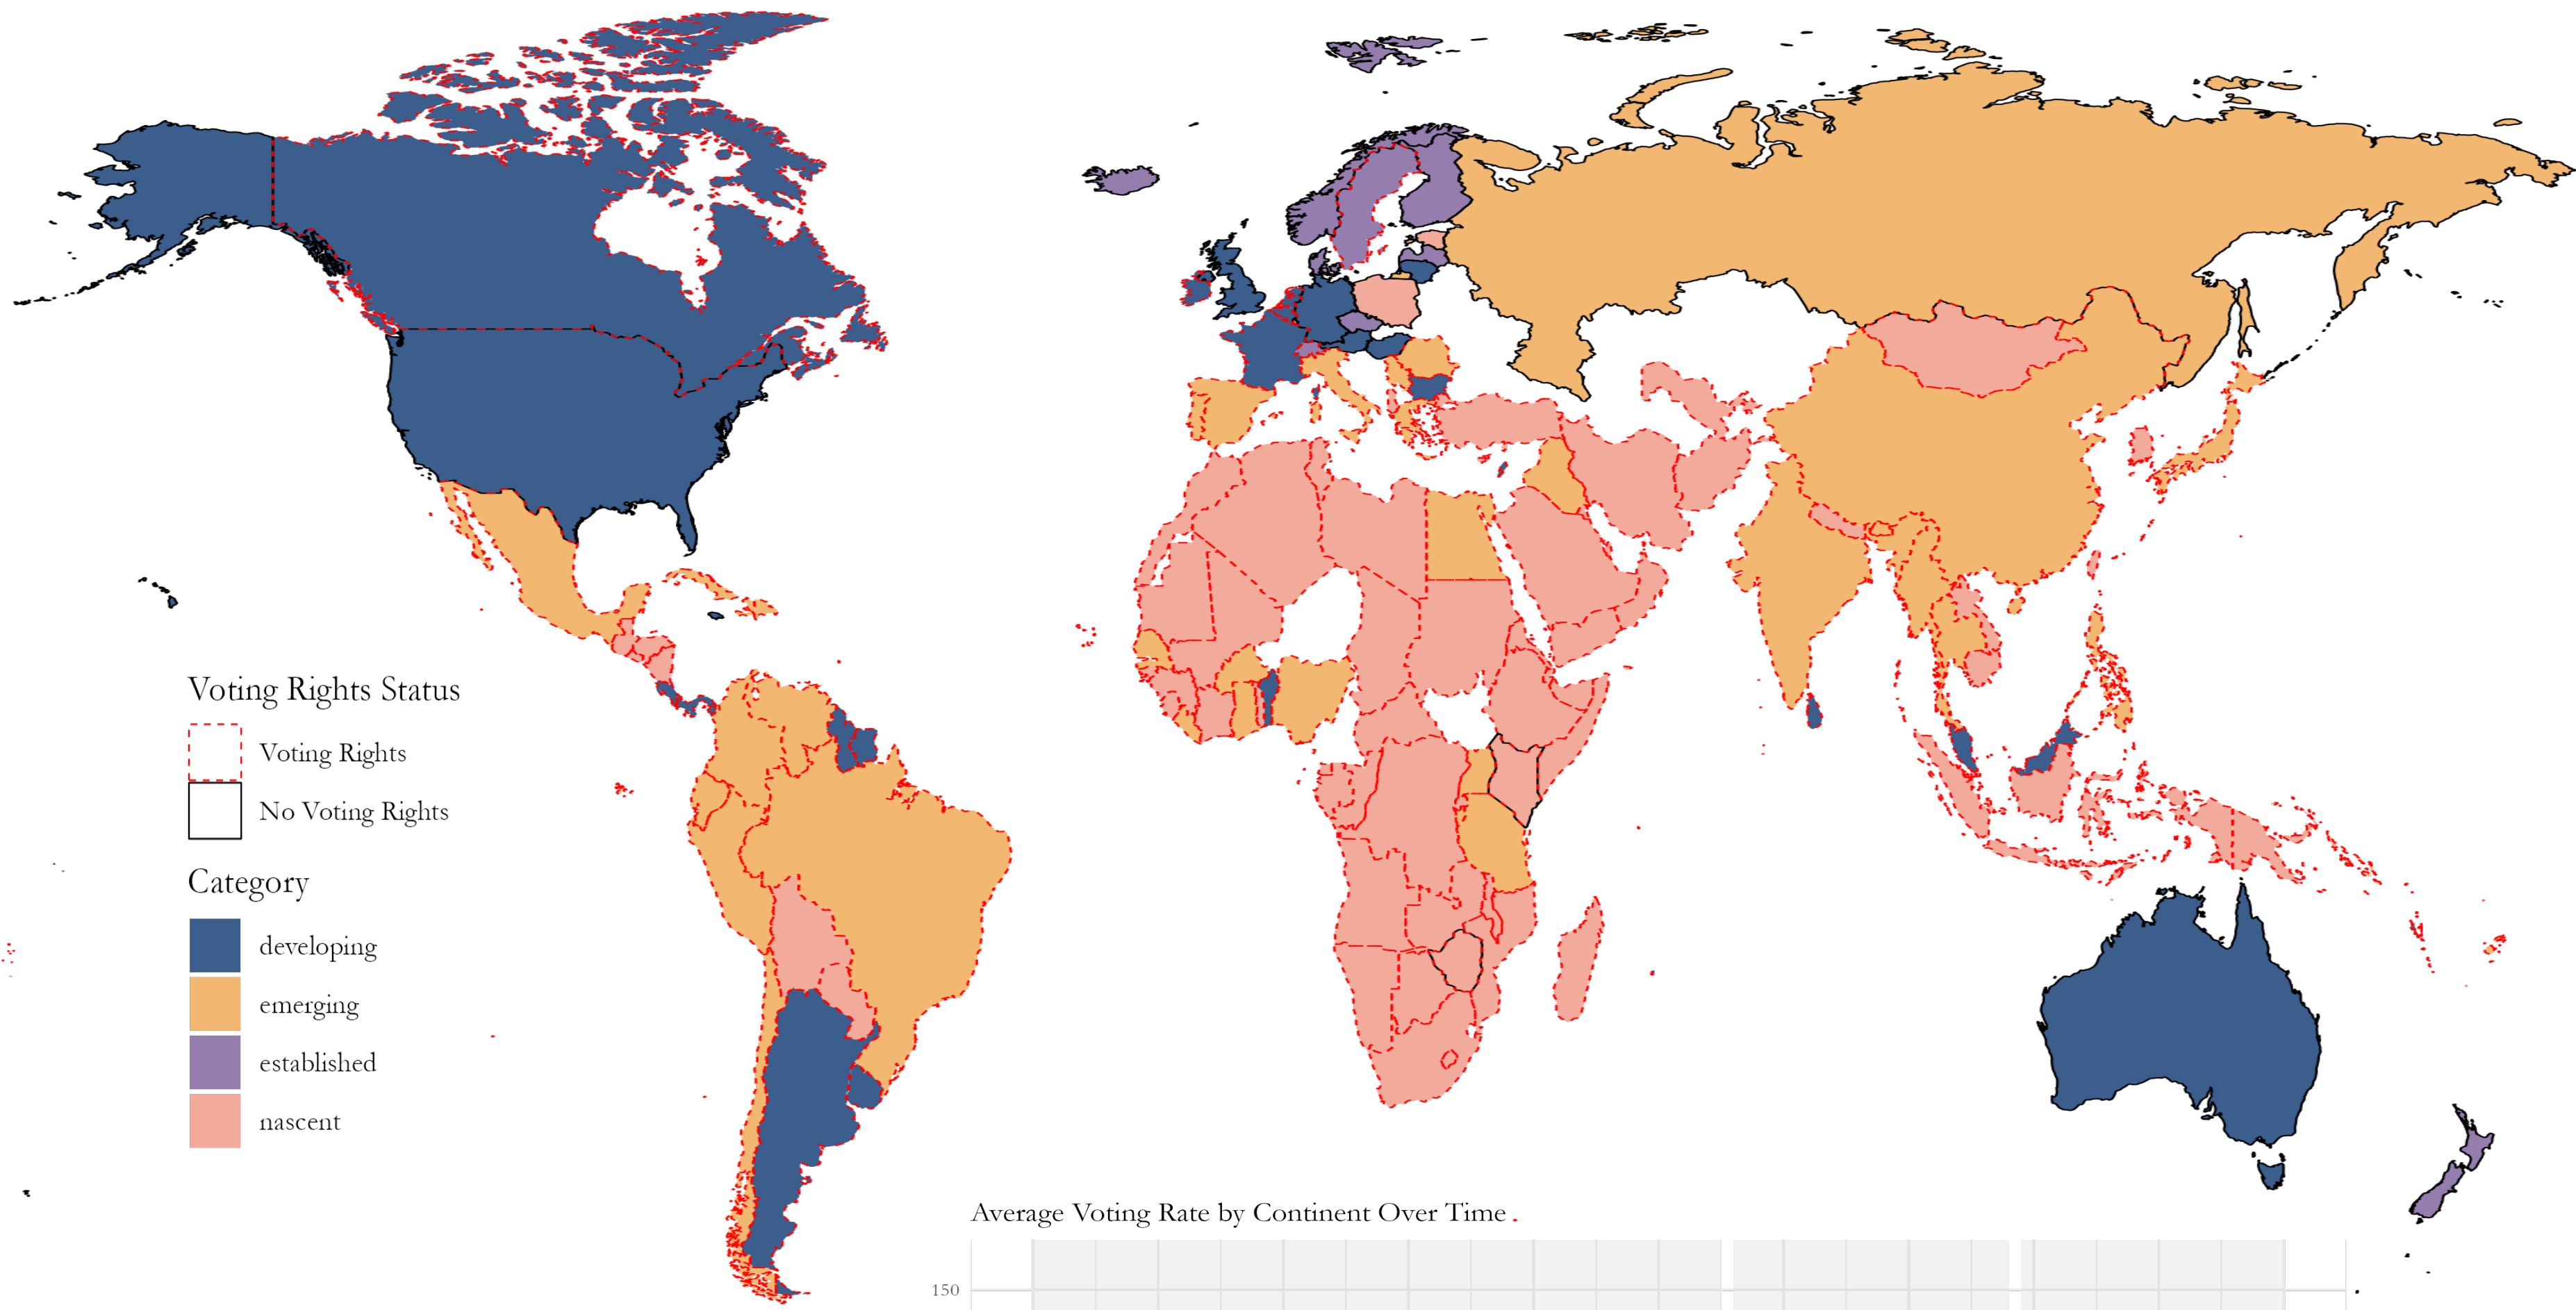 Voting Rights Status
Voting Rights
No Voting Rights
Category
developing
emerging
established
nascent
Average Voting Rate by Continent Over Time
150